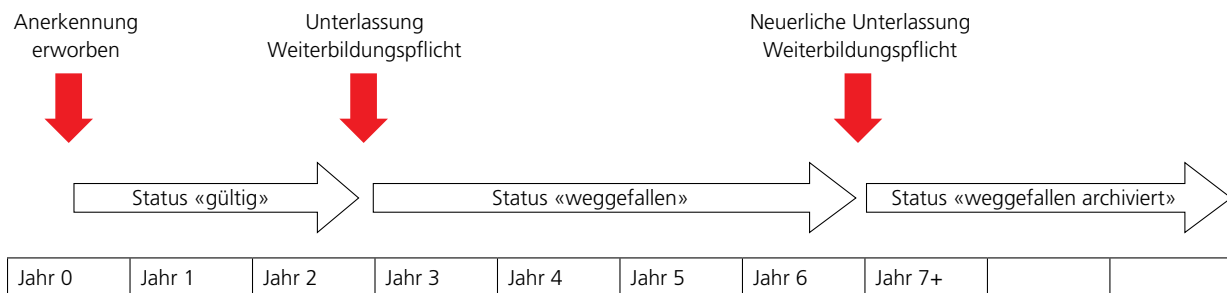 Anerkennung
erworben
Unterlassung
Weiterbildungspflicht
Neuerliche Unterlassung
Weiterbildungspflicht
Status «gültig»
Status «weggefallen»
Status «weggefallen archiviert»
Jahr 0
Jahr 1
Jahr 2
Jahr 3
Jahr 4
Jahr 5
Jahr 6
Jahr 7+